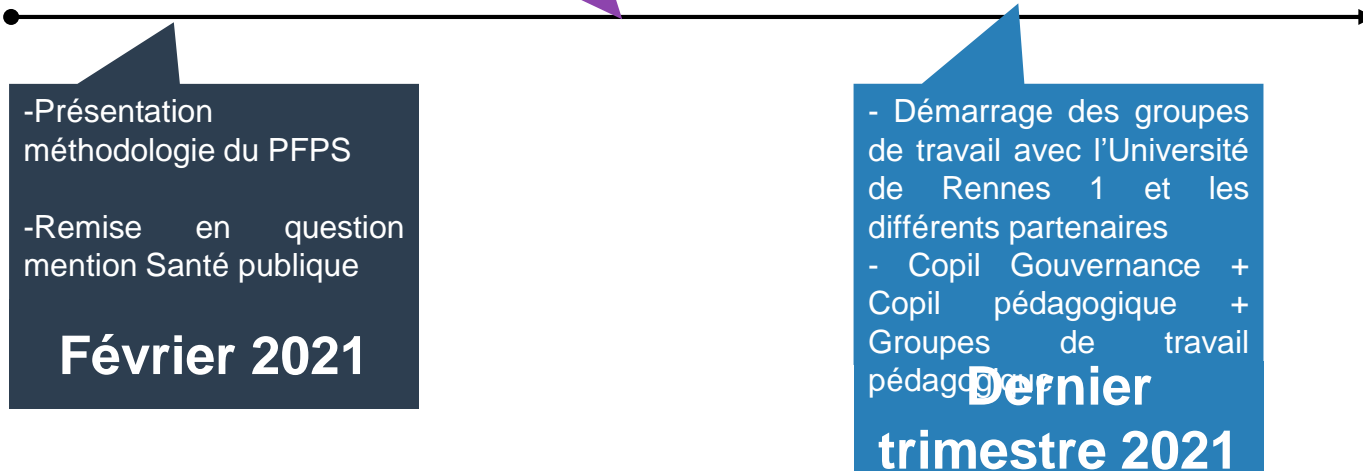 -Présentation
méthodologie du PFPS
-Remise en question
mention Santé publique
Février 2021
- Démarrage des groupes
de travail avec l’Université
de Rennes 1 et les
différents partenaires
- Copil Gouvernance +
Copil pédagogique +
Groupes de travail
pédagogique
Dernier
trimestre 2021